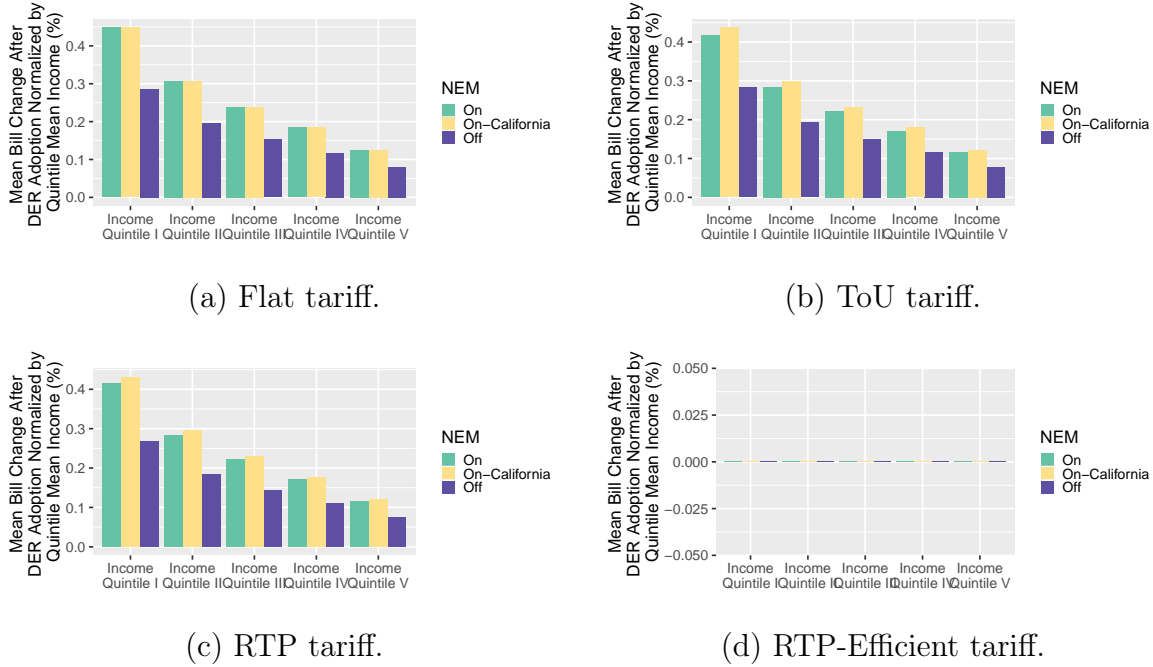 Mean Bill Change After
DER Adoption Normalized by
Quintile Mean Income (%)
0.4
0.3
0.2
0.1
0.0
Income Income Income Income Income
Quintile I Quintile II Quintile III Quintile IV Quintile V
NEM
On
On-California
Off
(a) Flat tariff.
Mean Bill Change After
DER Adoption Normalized by
Quintile Mean Income (%)
0.4
0.3
0.2
0.1
0.0
Income Income Income Income Income
Quintile I Quintile II Quintile III Quintile IV Quintile V
NEM
On
On-California
Off
(b) ToU tariff.
Mean Bill Change After
DER Adoption Normalized by
Quintile Mean Income (%)
0.4
0.3
0.2
0.1
0.0
Income Income Income Income Income
Quintile I Quintile II Quintile III Quintile IV Quintile V
NEM
On
On-California
Off
(c) RTP tariff.
Mean Bill Change After
DER Adoption Normalized by
Quintile Mean Income (%)
0.050
0.025
0.000
−0.025
−0.050
Income Income Income Income Income
Quintile I Quintile II Quintile III Quintile IV Quintile V
NEM
On
On-California
Off
(d) RTP-Efficient tariff.